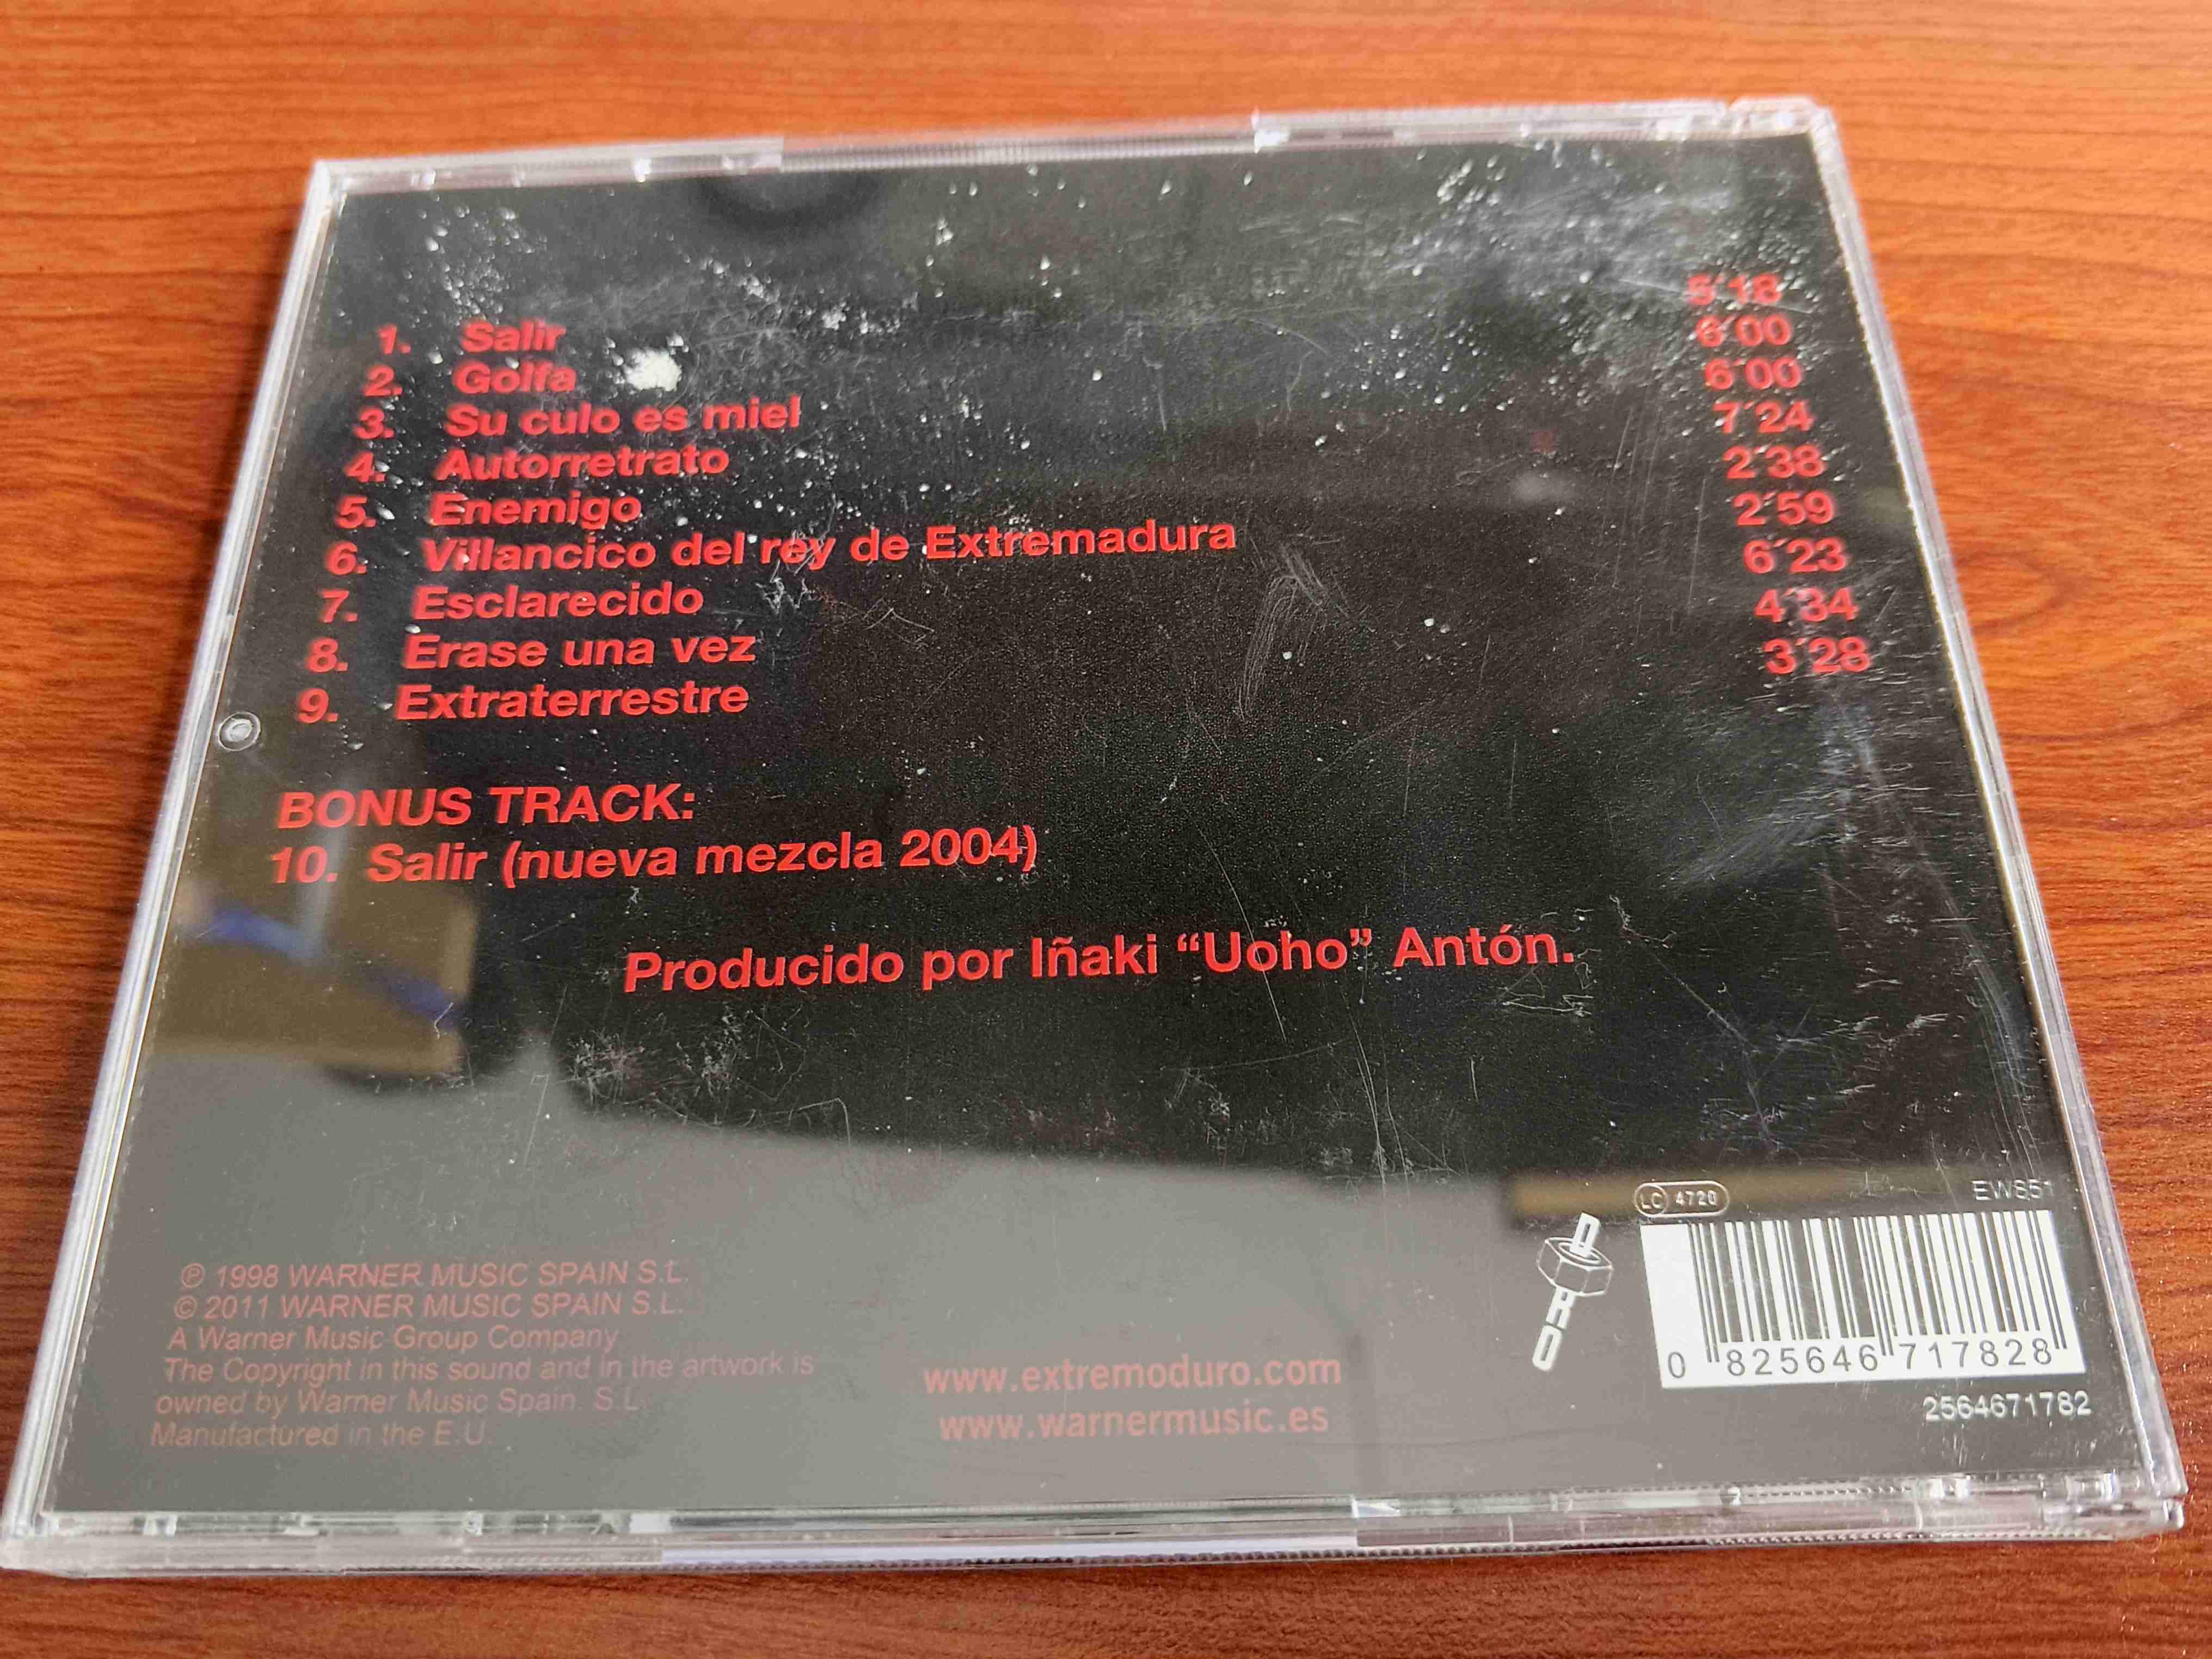 1. Salir 5´18
2. Golfa 6´00
3. Su culo es miel 6´00
4. Autorretrato 7´24
5. Enemigo 2´38
6. Villancico del rey de Extremadura 2´59
7. Esclarecido 6´23
8. Erase una vez 4´34
9. Extraterrestre 3´28
BONUS TRACK:
10. Salir (nueva mezcla 2004)
Producido por Iñaki “Uoho” Antón.
℗ 1998 WARNER MUSIC SPAIN S.L.
© 2011 WARNER MUSIC SPAIN S.L.
A Warner Music Group Company
The Copyright in this sound and in the artwork is
owned by Warner Music Spain. S.L.
Manufactured in the E.U.
www.extremoduro.com
www.warnermusic.es
DRO
LC 4720
EW851
0 825646 717828
2564671782